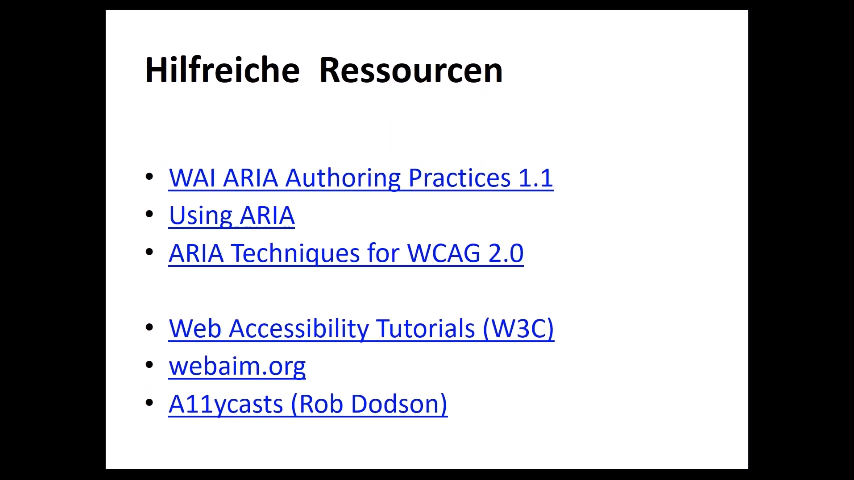 Hilfreiche Ressourcen
• WAI ARIA Authoring Practices 1.1
• Using ARIA
• ARIA Techniques for WCAG 2.0
• Web Accessibility Tutorials (W3C)
• webaim.org
• A11ycasts (Rob Dodson)